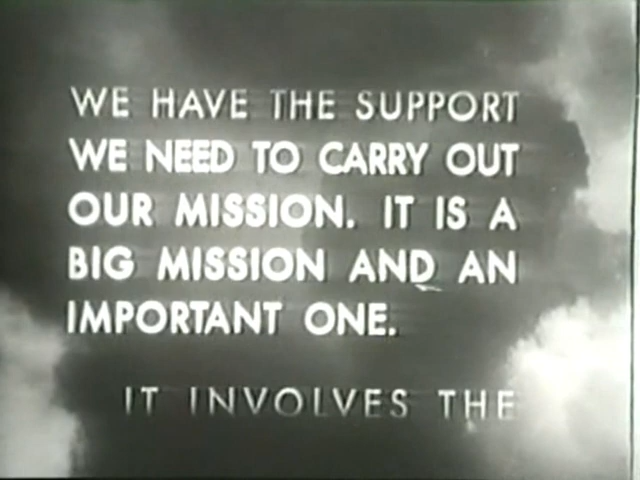 WE HAVE THE SUPPORT
WE NEED TO CARRY OUT
OUR MISSION. IT IS A
BIG MISSION AND AN
IMPORTANT ONE.
IT INVOLVES THE